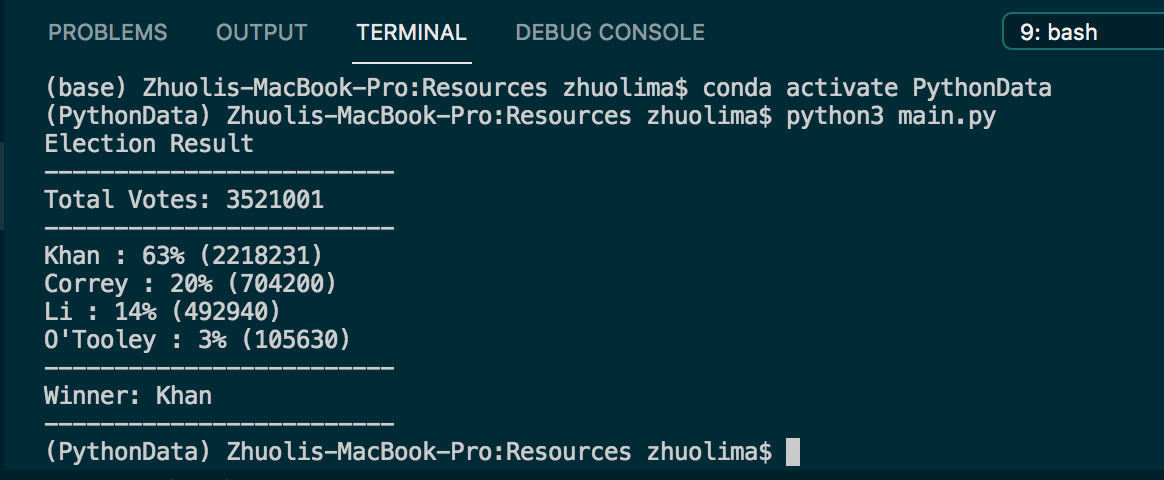 PROBLEMS OUTPUT TERMINAL DEBUG CONSOLE 9: bash
(base) Zhuolis-MacBook-Pro:Resources zhuolima$ conda activate PythonData
(PythonData) Zhuolis-MacBook-Pro:Resources zhuolima$ python3 main.py
Election Result
-------------------------
Total Votes: 3521001
-------------------------
Khan : 63% (2218231)
Correy : 20% (704200)
Li : 14% (492940)
O'Tooley : 3% (105630)
-------------------------
Winner: Khan
-------------------------
(PythonData) Zhuolis-MacBook-Pro:Resources zhuolima$